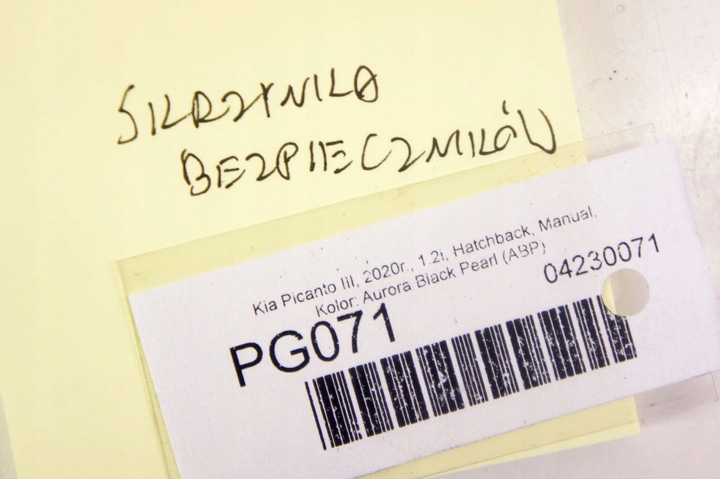 SKRZYNKA
BEZPIECZNIKÓW
Kia Picanto III, 2020r., 1.2i, Hatchback, Manual,
Kolor: Aurora Black Pearl (ABP)
PG071
04230071